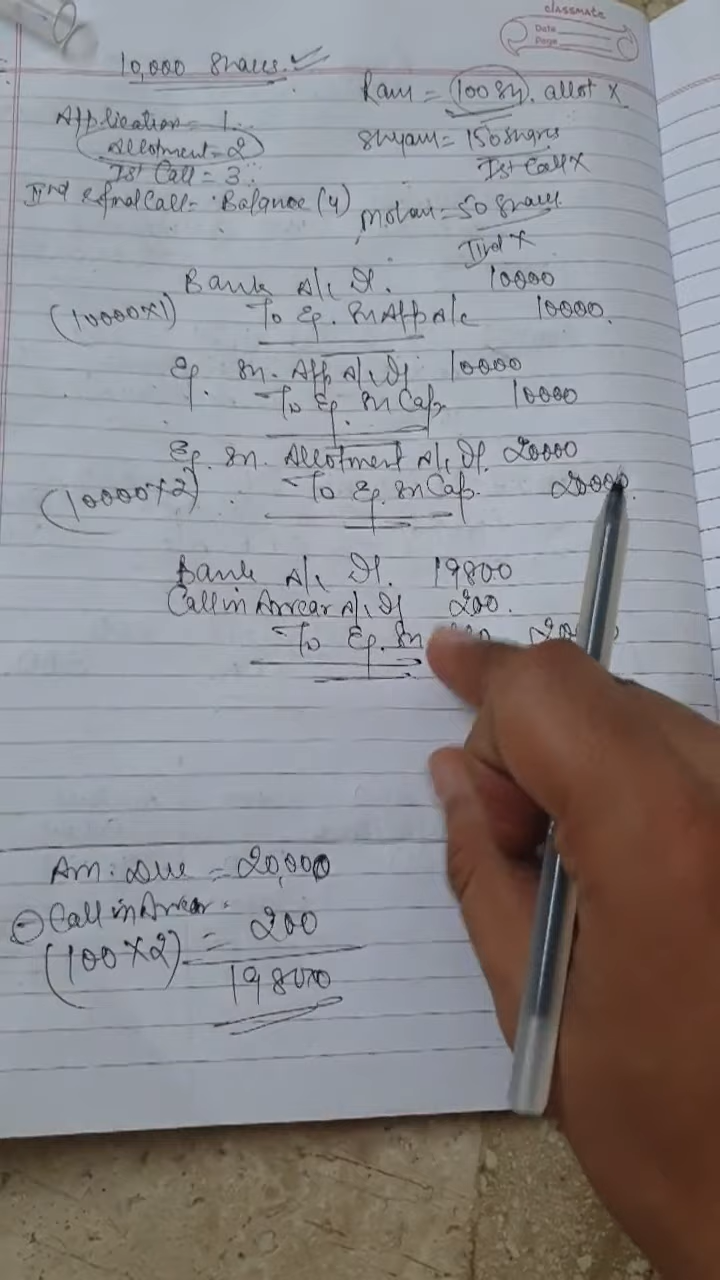 classmate
Date
Page
10,000 Shares. ✓
Ram = 100 Sh. allot X
Application = 1.
Allotment = 2
Ist Call = 3.
IInd & final Call = Balance (4)
Shyam = 150 shares
Ist Call X
Mohan = 50 Shares.
IInd X
Bank A/c Dr. 10000
(10000×1) To Eq. Sh App A/c 10000.
Eq. Sh. App A/c Dr 10000
To Eq. Sh Cap. 10000
Eq. Sh. Allotment A/c Dr. 20000
(10000×2) To Eq. Sh Cap. 20000.
Bank A/c Dr. 19800
Call in Arrear A/c Dr 200.
To Eq. Sh
Am. Due = 20,000
(-) Call in Arrear.
(100×2) = 200
19800